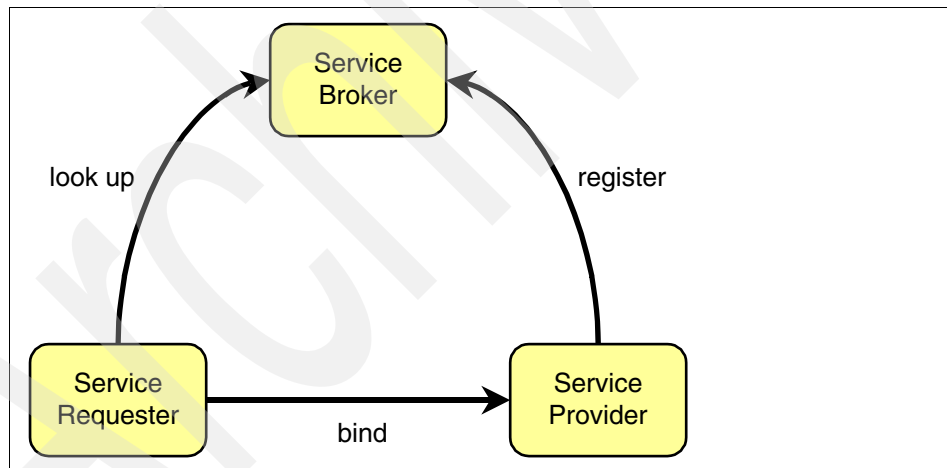 Service
Broker
look up
register
Service
Requester
bind
Service
Provider